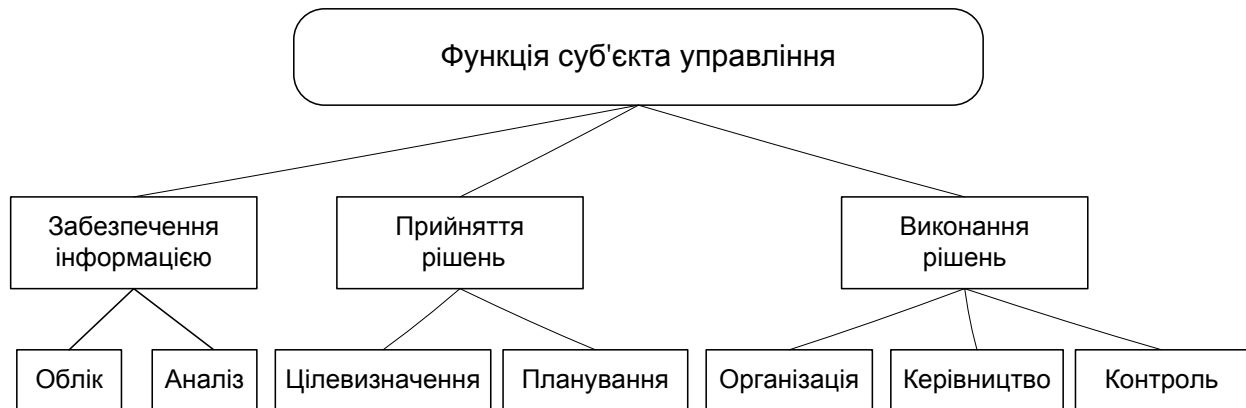 Функція суб'єкта управління
Забезпечення
інформацією
Прийняття
рішень
Виконання
рішень
Облік
Аналіз
Цілевизначення
Планування
Організація
Керівництво
Контроль